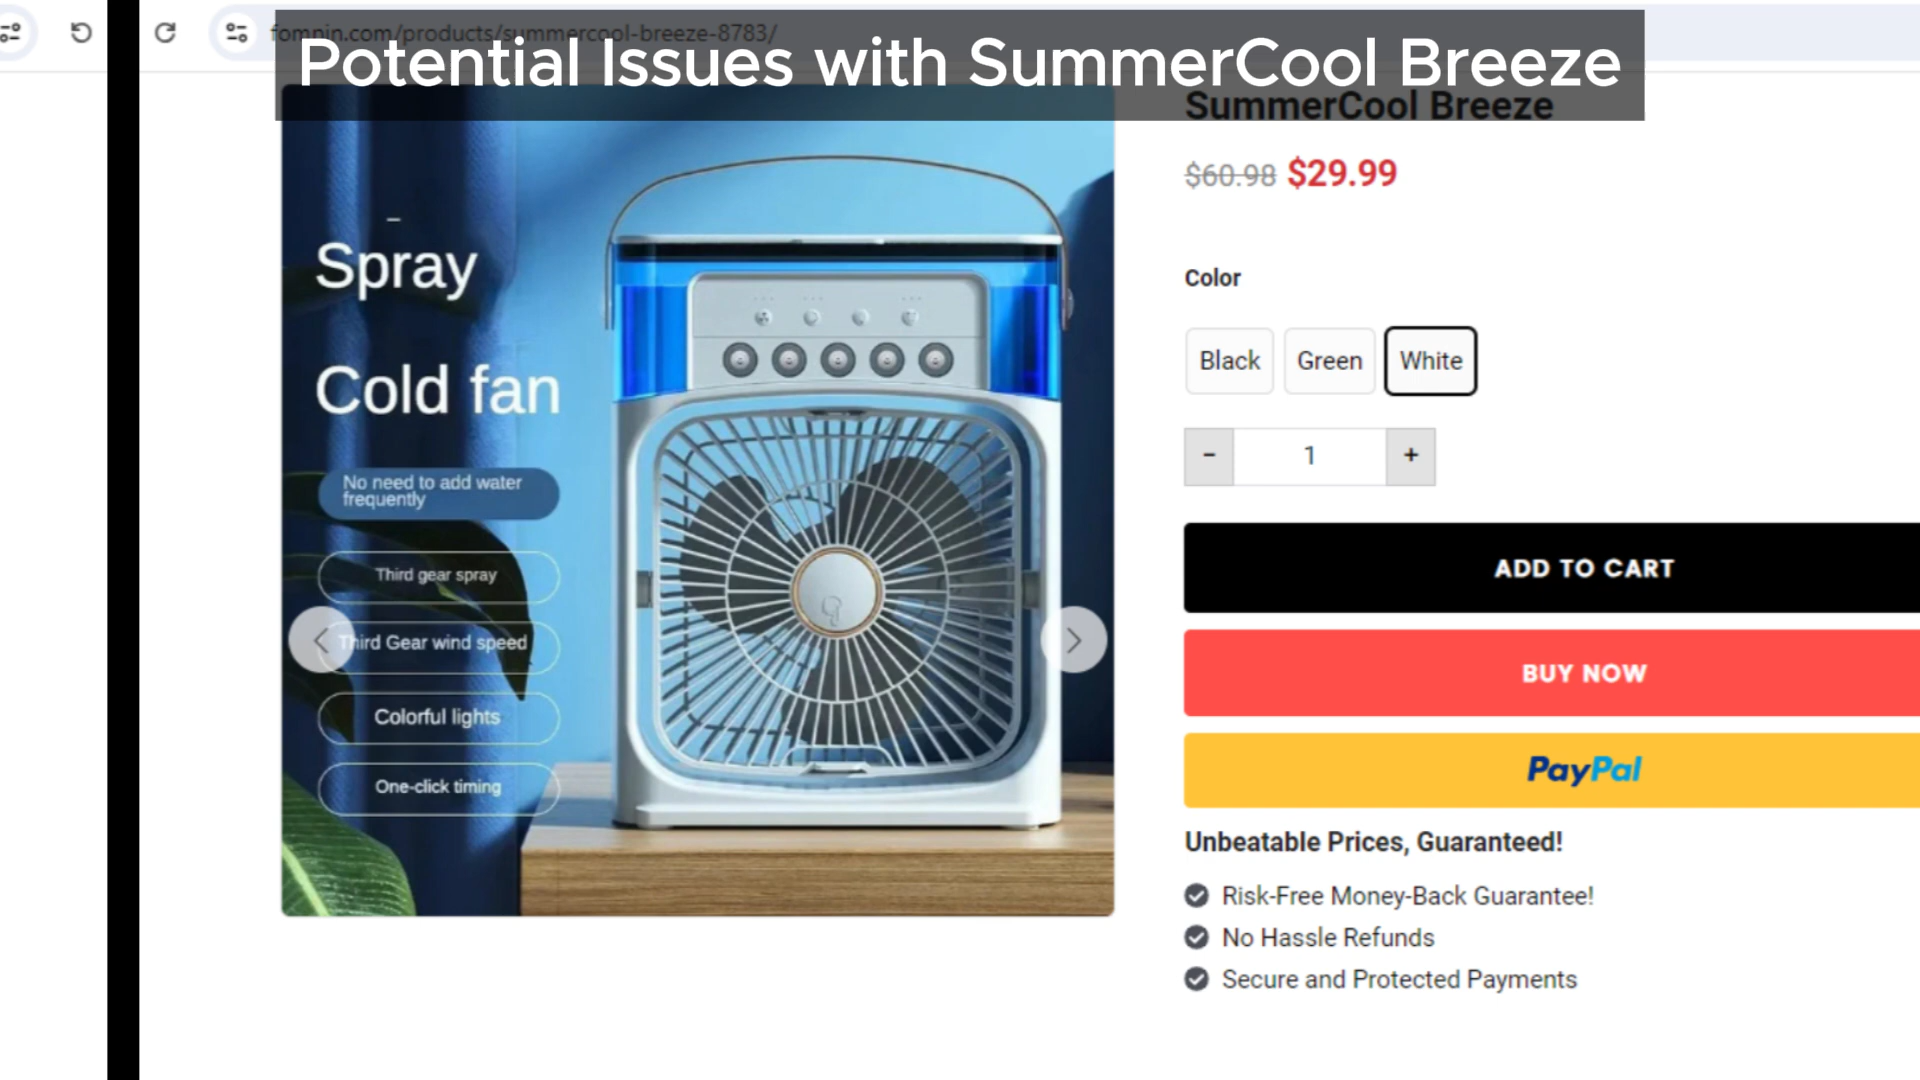 fompin.com/products/summercool-breeze-8783/
Potential Issues with SummerCool Breeze
SummerCool Breeze
$60.98 $29.99
Spray
Cold fan
No need to add water
frequently
Third gear spray
Third Gear wind speed
Colorful lights
One-click timing
Color
Black Green White
- 1 +
ADD TO CART
BUY NOW
PayPal
Unbeatable Prices, Guaranteed!
Risk-Free Money-Back Guarantee!
No Hassle Refunds
Secure and Protected Payments